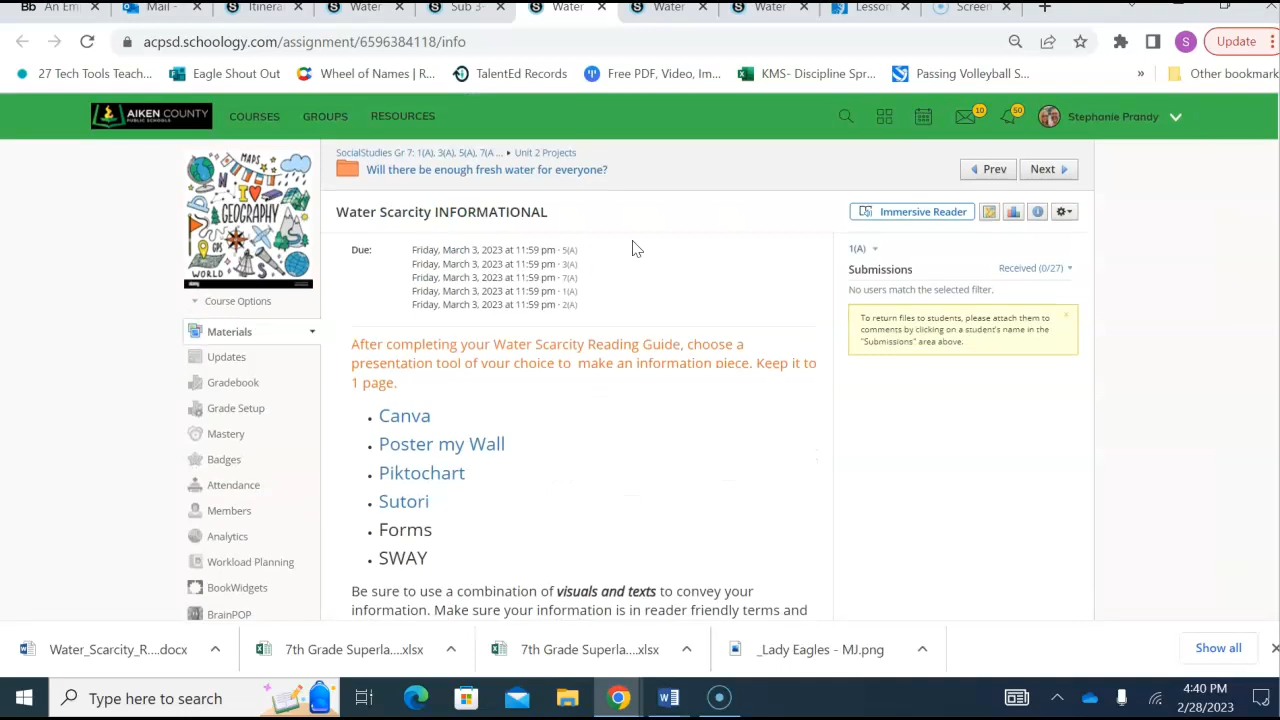 Bb An Em
Mail -
Itinera
Water
Sub 3-
Water
Water
Water
Lesson
Screen
acpsd.schoology.com/assignment/6596384118/info
S
Update
27 Tech Tools Teach...
Eagle Shout Out
Wheel of Names | R...
TalentEd Records
Free PDF, Video, Im...
KMS- Discipline Spr...
Passing Volleyball S...
»
Other bookmark
AIKEN COUNTY
PUBLIC SCHOOLS
COURSES
GROUPS
RESOURCES
10
50
Stephanie Prandy
MAPS
I
GEOGRAPHY
GPS
WORLD
Course Options
Materials
Updates
Gradebook
Grade Setup
Mastery
Badges
Attendance
Members
Analytics
Workload Planning
BookWidgets
BrainPOP
SocialStudies Gr 7: 1(A), 3(A), 5(A), 7(A ... Unit 2 Projects
Will there be enough fresh water for everyone?
Prev
Next
Water Scarcity INFORMATIONAL
Immersive Reader
Due:
Friday, March 3, 2023 at 11:59 pm - 5(A)
Friday, March 3, 2023 at 11:59 pm - 3(A)
Friday, March 3, 2023 at 11:59 pm - 7(A)
Friday, March 3, 2023 at 11:59 pm - 1(A)
Friday, March 3, 2023 at 11:59 pm - 2(A)
After completing your Water Scarcity Reading Guide, choose a
presentation tool of your choice to make an information piece. Keep it to
1 page.
• Canva
• Poster my Wall
• Piktochart
• Sutori
• Forms
• SWAY
Be sure to use a combination of visuals and texts to convey your
information. Make sure your information is in reader friendly terms and
1(A)
Submissions
Received (0/27)
No users match the selected filter.
To return files to students, please attach them to
comments by clicking on a student's name in the
"Submissions" area above.
x
Water_Scarcity_R....docx
7th Grade Superla....xlsx
7th Grade Superla....xlsx
_Lady Eagles - MJ.png
Show all
Type here to search
4:40 PM
2/28/2023